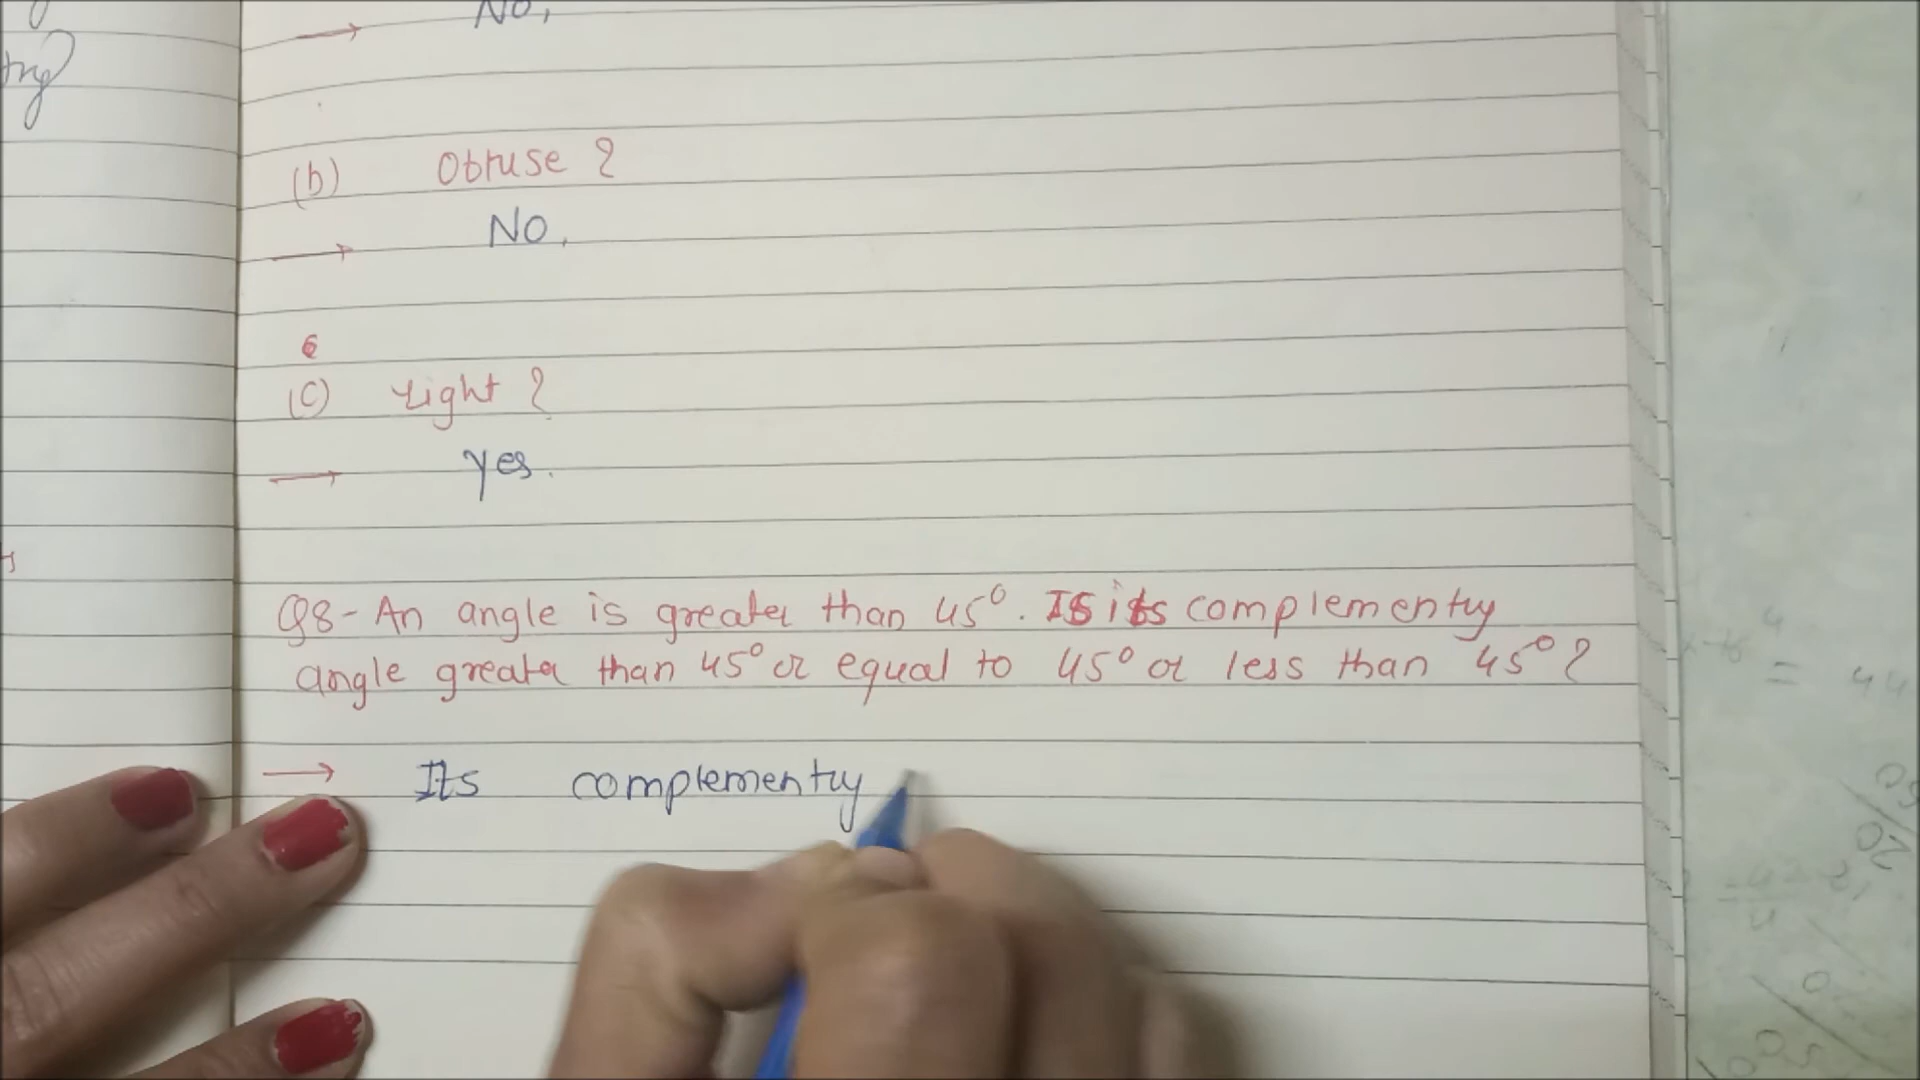 No,
(b) Obtuse ?
No,
(c) right ?
yes.
Q8- An angle is greater than 45°. Is its complementry
angle greater than 45° or equal to 45° or less than 45° ?
Its complementry